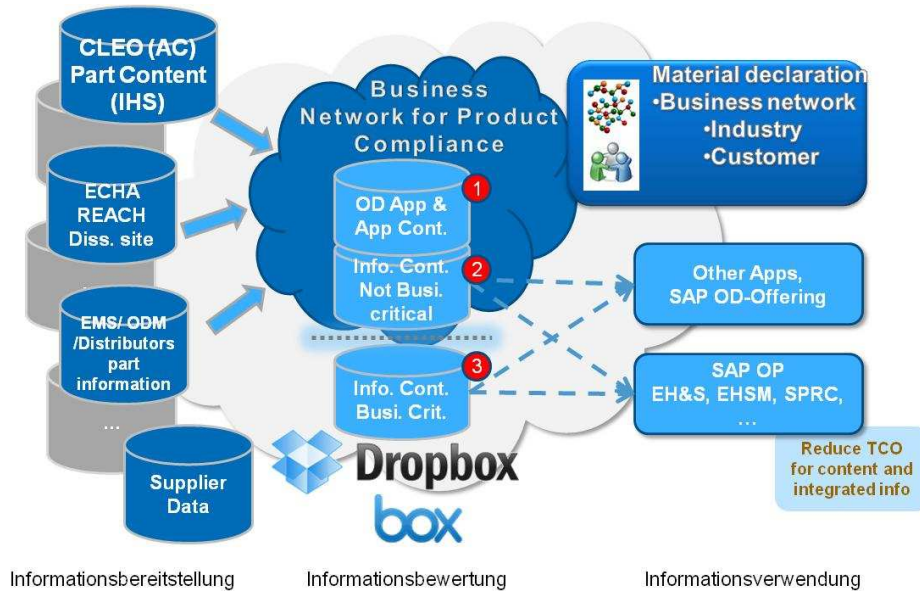 CLEO (AC)
Part Content
(IHS)
ECHA
REACH
Diss. site
...
EMS/ ODM
/Distributors
part
information
...
Supplier
Data
Business
Network for Product
Compliance
1
OD App &
App Cont.
2
Info. Cont.
Not Busi.
critical
3
Info. Cont.
Busi. Crit.
Dropbox
box
Material declaration
•Business network
•Industry
•Customer
Other Apps,
SAP OD-Offering
SAP OP
EH&S, EHSM, SPRC,
...
Reduce TCO
for content and
integrated info
Informationsbereitstellung
Informationsbewertung
Informationsverwendung